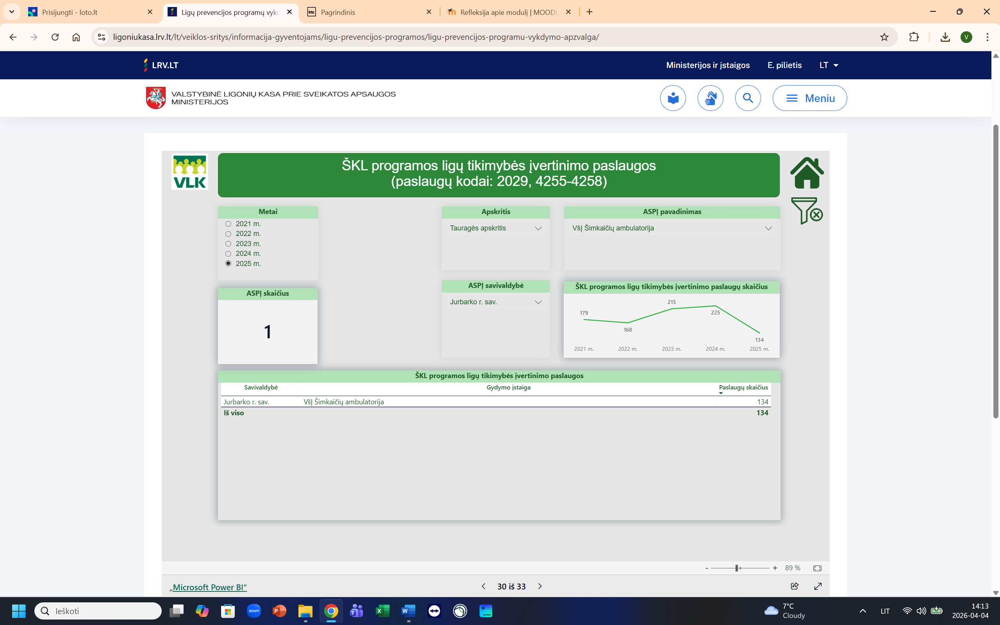 Prisijungti - loto.lt
Ligų prevencijos programų vyk
Pagrindinis
Refleksija apie modulį | MOODL
ligoniukasa.lrv.lt/lt/veiklos-sritys/informacija-gyventojams/ligu-prevencijos-programos/ligu-prevencijos-programu-vykdymo-apzvalga/
V
LRV.LT
Ministerijos ir įstaigos
E. pilietis
LT
VALSTYBINĖ LIGONIŲ KASA PRIE SVEIKATOS APSAUGOS
MINISTERIJOS
Meniu
VLK
ŠKL programos ligų tikimybės įvertinimo paslaugos
(paslaugų kodai: 2029, 4255-4258)
Metai
2021 m.
2022 m.
2023 m.
2024 m.
2025 m.
Apskritis
Tauragės apskritis
ASPĮ pavadinimas
VšĮ Šimkaičių ambulatorija
ASPĮ skaičius
1
ASPĮ savivaldybė
Jurbarko r. sav.
ŠKL programos ligų tikimybės įvertinimo paslaugų skaičius
179
168
215
225
134
2021 m.
2022 m.
2023 m.
2024 m.
2025 m.
ŠKL programos ligų tikimybės įvertinimo paslaugos
Savivaldybė Gydymo įstaiga Paslaugų skaičius
Jurbarko r. sav. VšĮ Šimkaičių ambulatorija 134
Iš viso 134
- + 89 %
„Microsoft Power BI“
30 iš 33
Ieškoti
zoom
7°C
Cloudy
LIT
14:13
2026-04-04